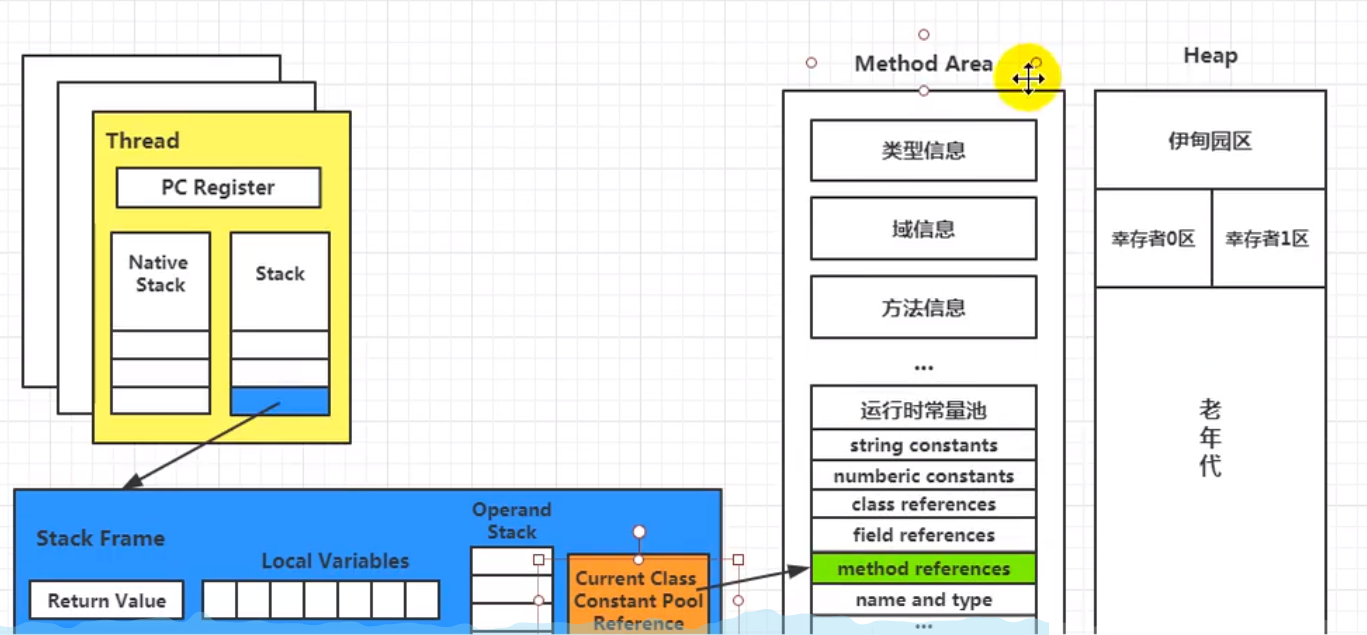 Thread
PC Register
Native
Stack
Stack
Stack Frame
Return Value
Local Variables
Operand
Stack
Current Class
Constant Pool
Reference
Method Area
类型信息
域信息
方法信息
...
运行时常量池
string constants
numberic constants
class references
field references
method references
name and type
...
Heap
伊甸园区
幸存者0区
幸存者1区
老
年
代